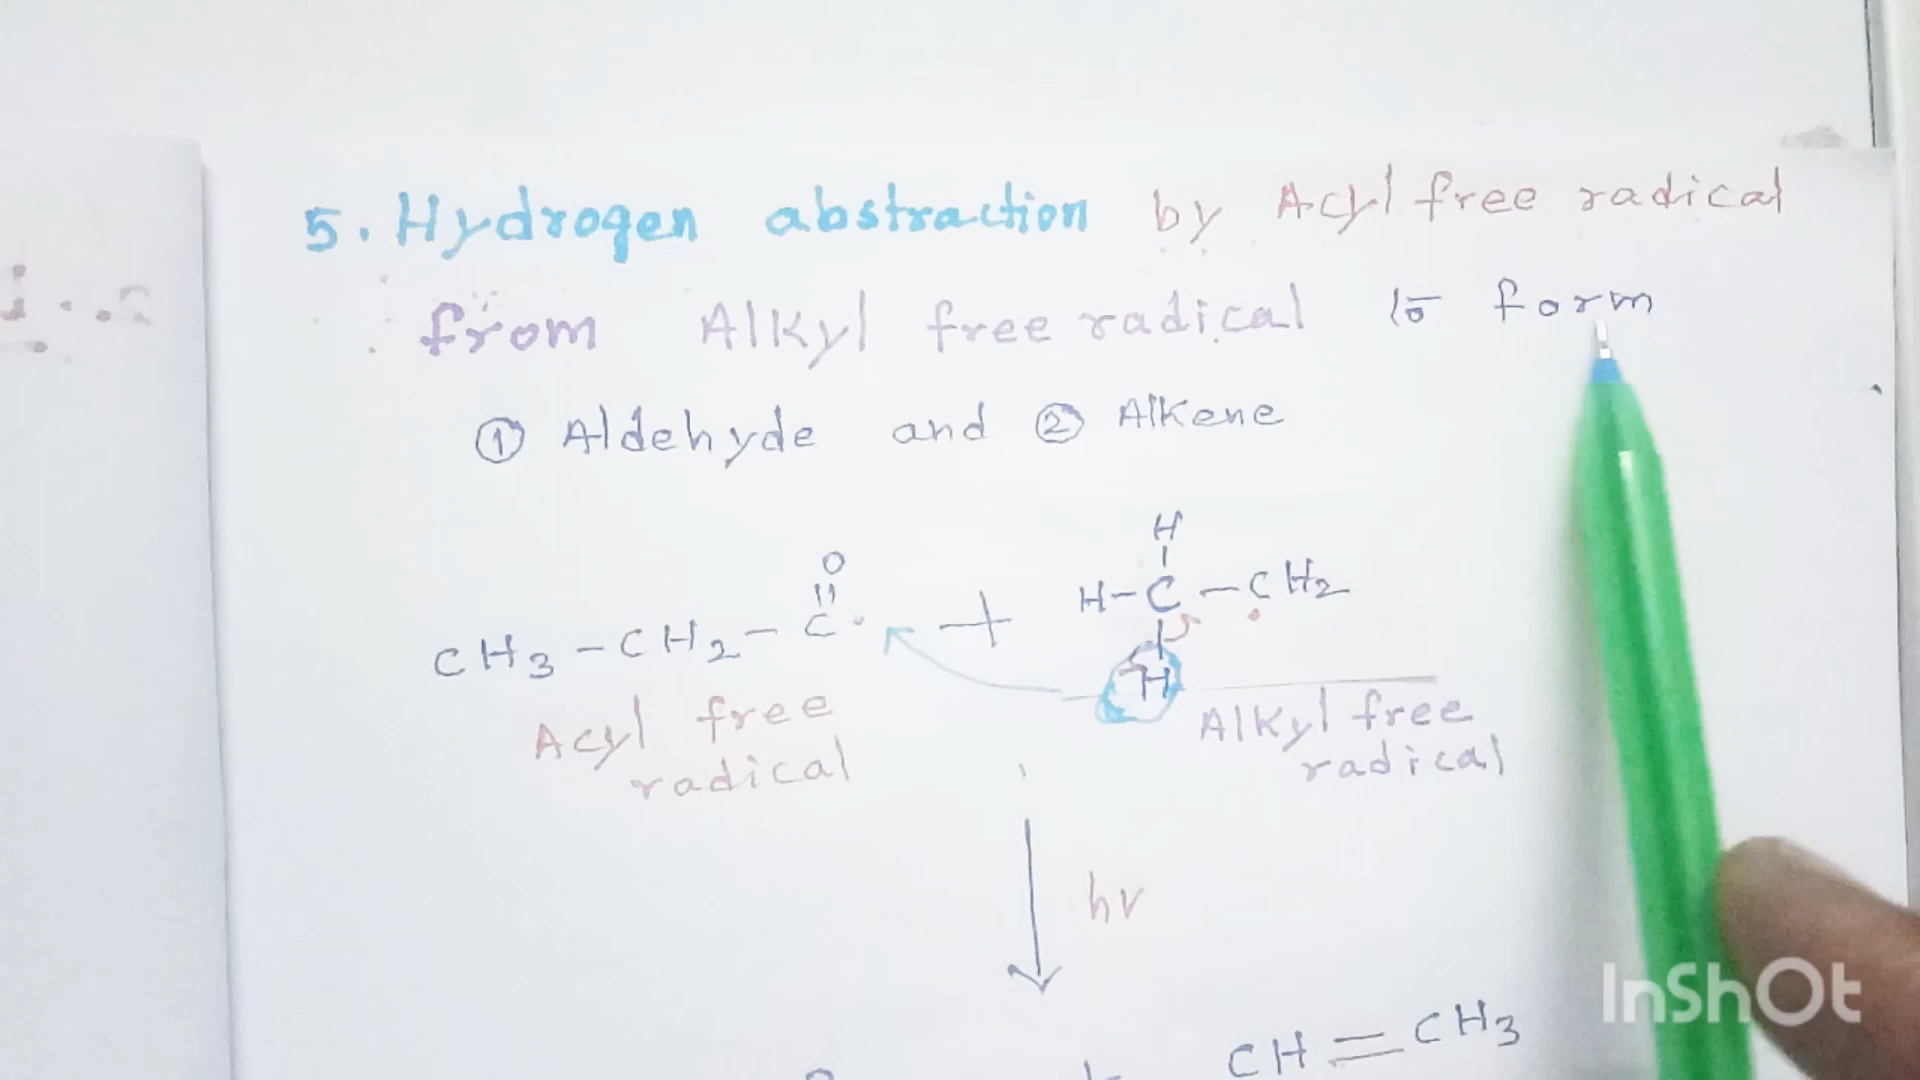 5. Hydrogen abstraction by Acyl free radical
from Alkyl free radical to form
① Aldehyde and ② Alkene
O
H
CH3 - CH2 - C· + H - C - CH2
H
Acyl free
radical
Alkyl free
radical
hν
CH = CH3
InShOt